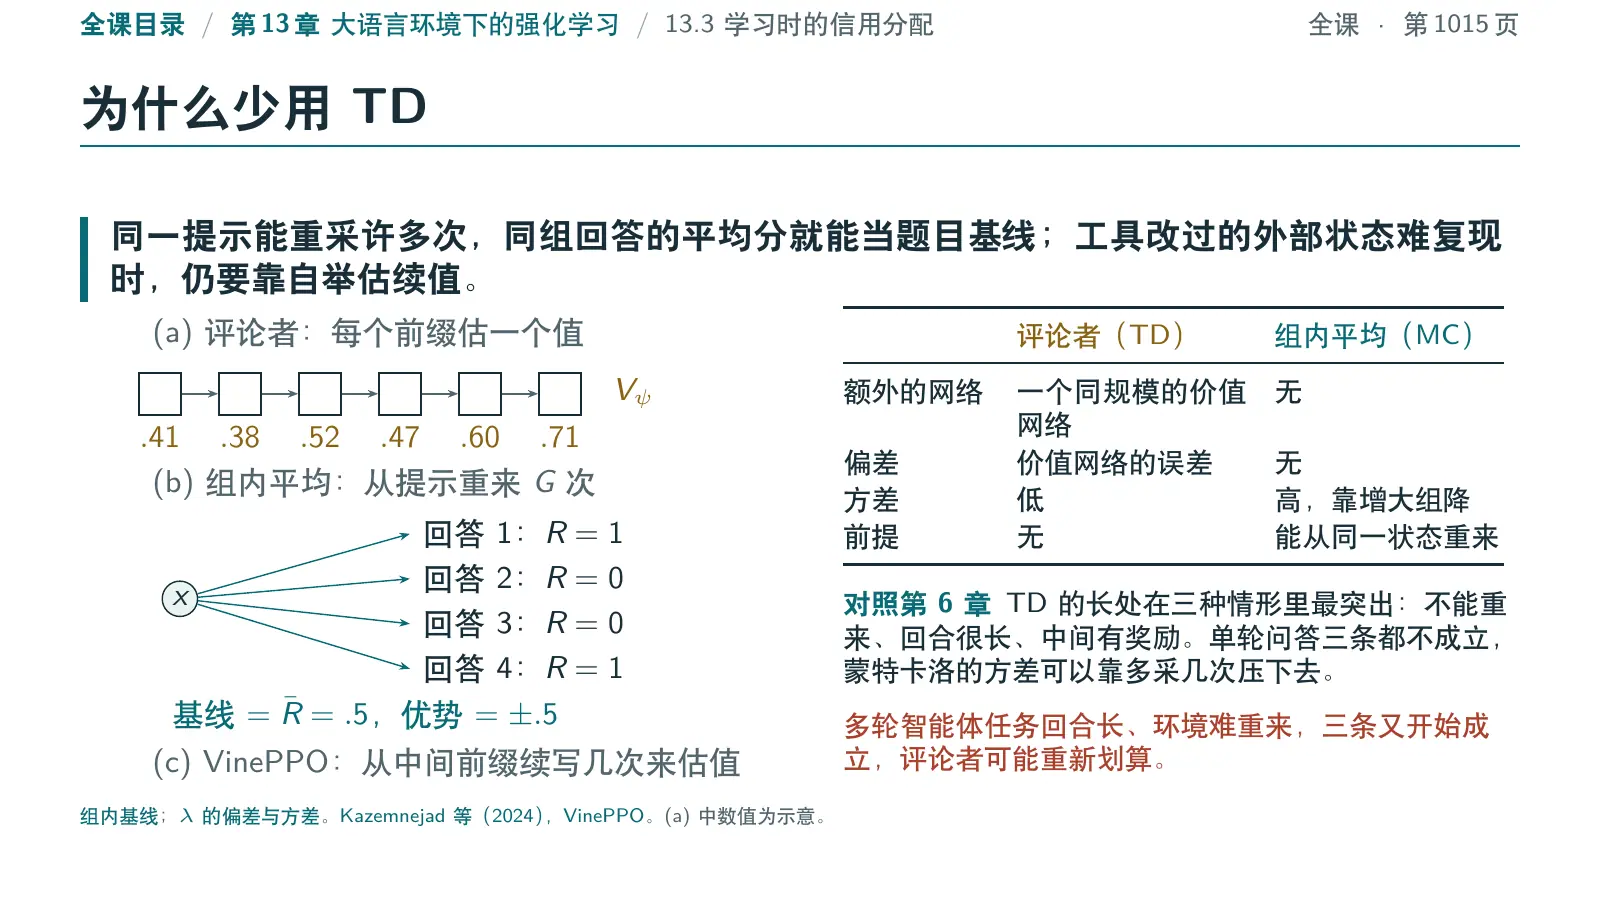 全课目录 / 第 13 章 大语言环境下的强化学习 / 13.3 学习时的信用分配
全课 · 第 1015 页
为什么少用 TD
同一提示能重采许多次，同组回答的平均分就能当题目基线；工具改过的外部状态难复现
时，仍要靠自举估续值。
(a) 评论者：每个前缀估一个值
V_ψ
.41 .38 .52 .47 .60 .71
(b) 组内平均：从提示重来 G 次
回答 1：R = 1
回答 2：R = 0
x
回答 3：R = 0
回答 4：R = 1
基线 = R̄ = .5，优势 = ±.5
(c) VinePPO：从中间前缀续写几次来估值
评论者（TD） 组内平均（MC）
额外的网络 一个同规模的价值 无
网络
偏差 价值网络的误差 无
方差 低 高，靠增大组降
前提 无 能从同一状态重来
对照第 6 章 TD 的长处在三种情形里最突出：不能重
来、回合很长、中间有奖励。单轮问答三条都不成立，
蒙特卡洛的方差可以靠多采几次压下去。
多轮智能体任务回合长、环境难重来，三条又开始成
立，评论者可能重新划算。
组内基线；λ 的偏差与方差。Kazemnejad 等（2024），VinePPO。(a) 中数值为示意。